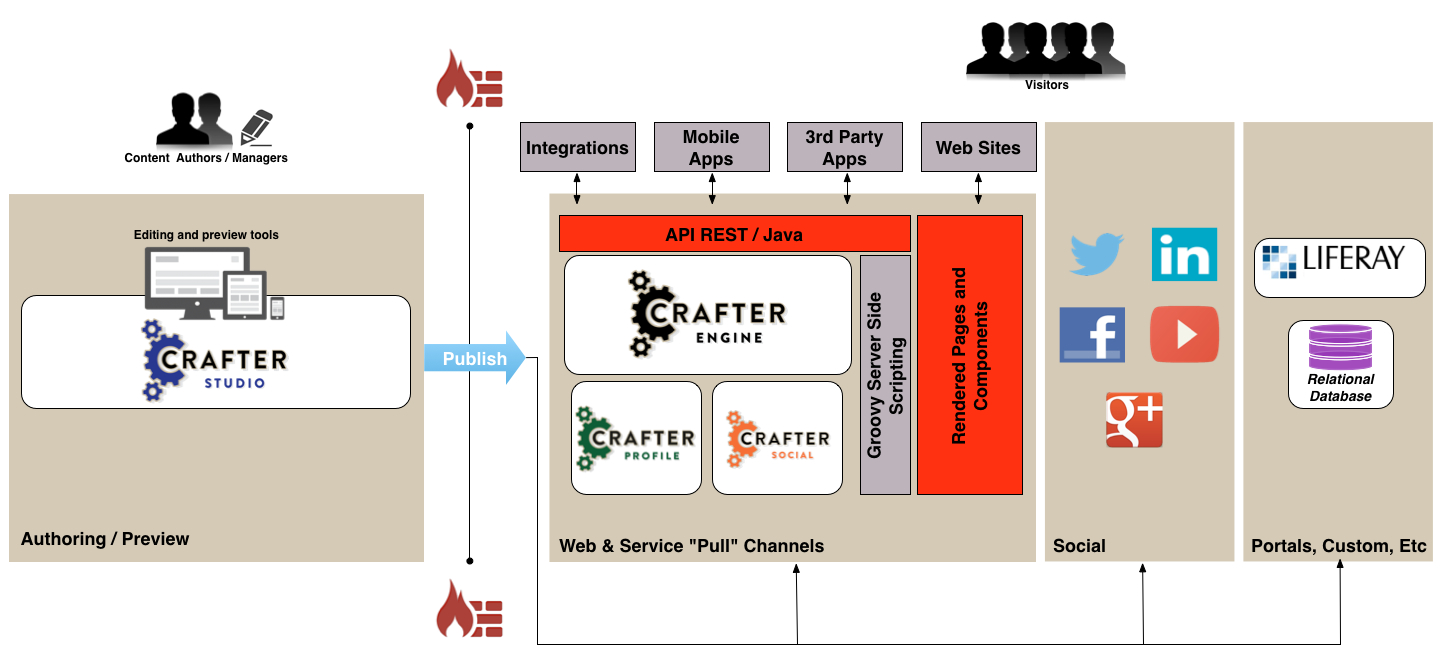 Visitors
Content Authors / Managers
Integrations
Mobile
Apps
3rd Party
Apps
Web Sites
Editing and preview tools
CRAFTER
STUDIO
Authoring / Preview
Publish
API REST / Java
CRAFTER
ENGINE
CRAFTER
PROFILE
CRAFTER
SOCIAL
Groovy Server Side
Scripting
Rendered Pages and
Components
Web & Service "Pull" Channels
in
f
g+
Social
LIFERAY
Relational
Database
Portals, Custom, Etc